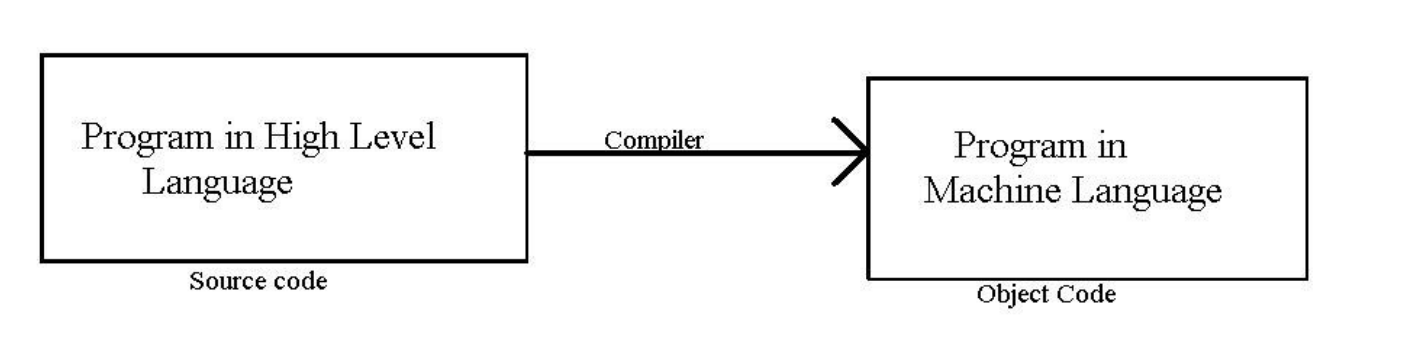 Program in High Level
Language
Source code
Compiler
Program in
Machine Language
Object Code